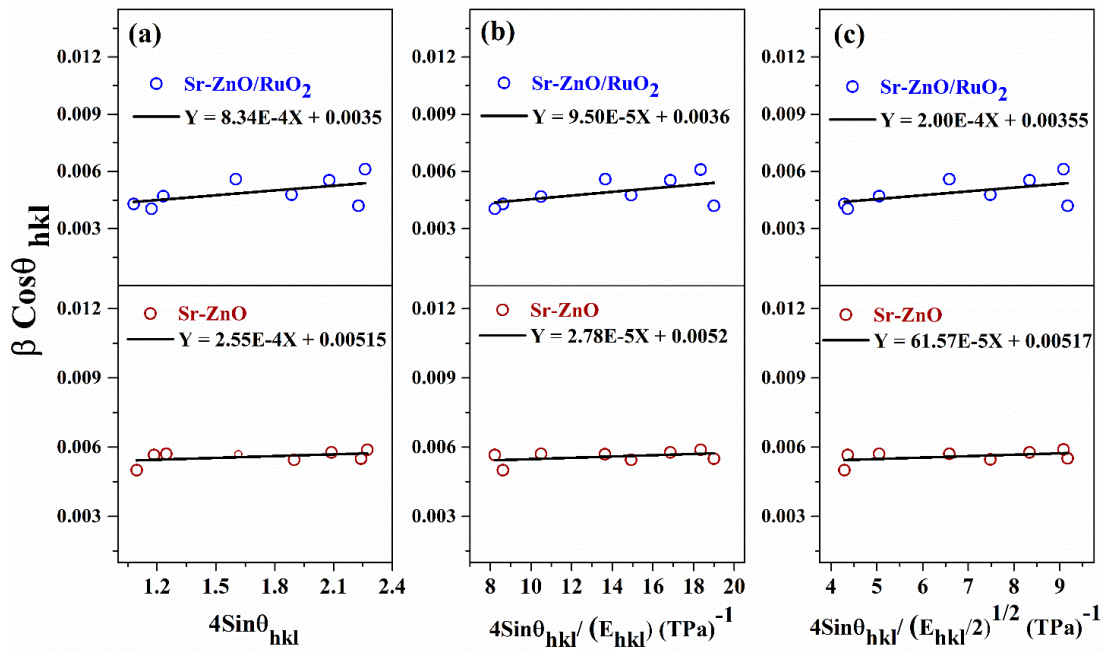 β Cosθ hkl
(a)
0.012
0.009
0.006
0.003
Sr-ZnO/RuO2
Y = 8.34E-4X + 0.0035
0.012
0.009
0.006
0.003
Sr-ZnO
Y = 2.55E-4X + 0.00515
1.2 1.6 2.0 2.4
4Sinθhkl
(b)
0.012
0.009
0.006
0.003
Sr-ZnO/RuO2
Y = 9.50E-5X + 0.0036
0.012
0.009
0.006
0.003
Sr-ZnO
Y = 2.78E-5X + 0.0052
8 10 12 14 16 18 20
4Sinθhkl/ (Ehkl) (TPa)-1
(c)
0.012
0.009
0.006
0.003
Sr-ZnO/RuO2
Y = 2.00E-4X + 0.00355
0.012
0.009
0.006
0.003
Sr-ZnO
Y = 61.57E-5X + 0.00517
4 5 6 7 8 9
4Sinθhkl/ (Ehkl/2)1/2 (TPa)-1